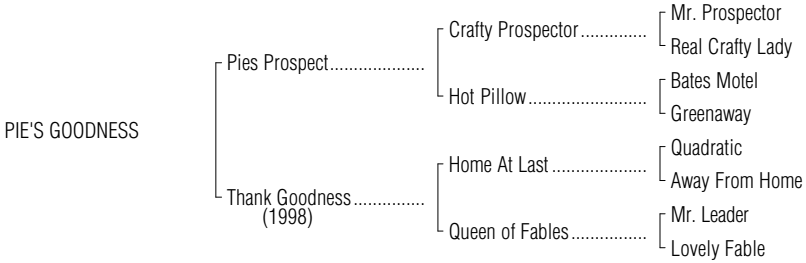 Mr. Prospector
Crafty Prospector..............
Real Crafty Lady
Pies Prospect....................
Bates Motel
Hot Pillow.........................
Greenaway
PIE'S GOODNESS
Quadratic
Home At Last ....................
Away From Home
Thank Goodness...............
(1998)
Mr. Leader
Queen of Fables................
Lovely Fable